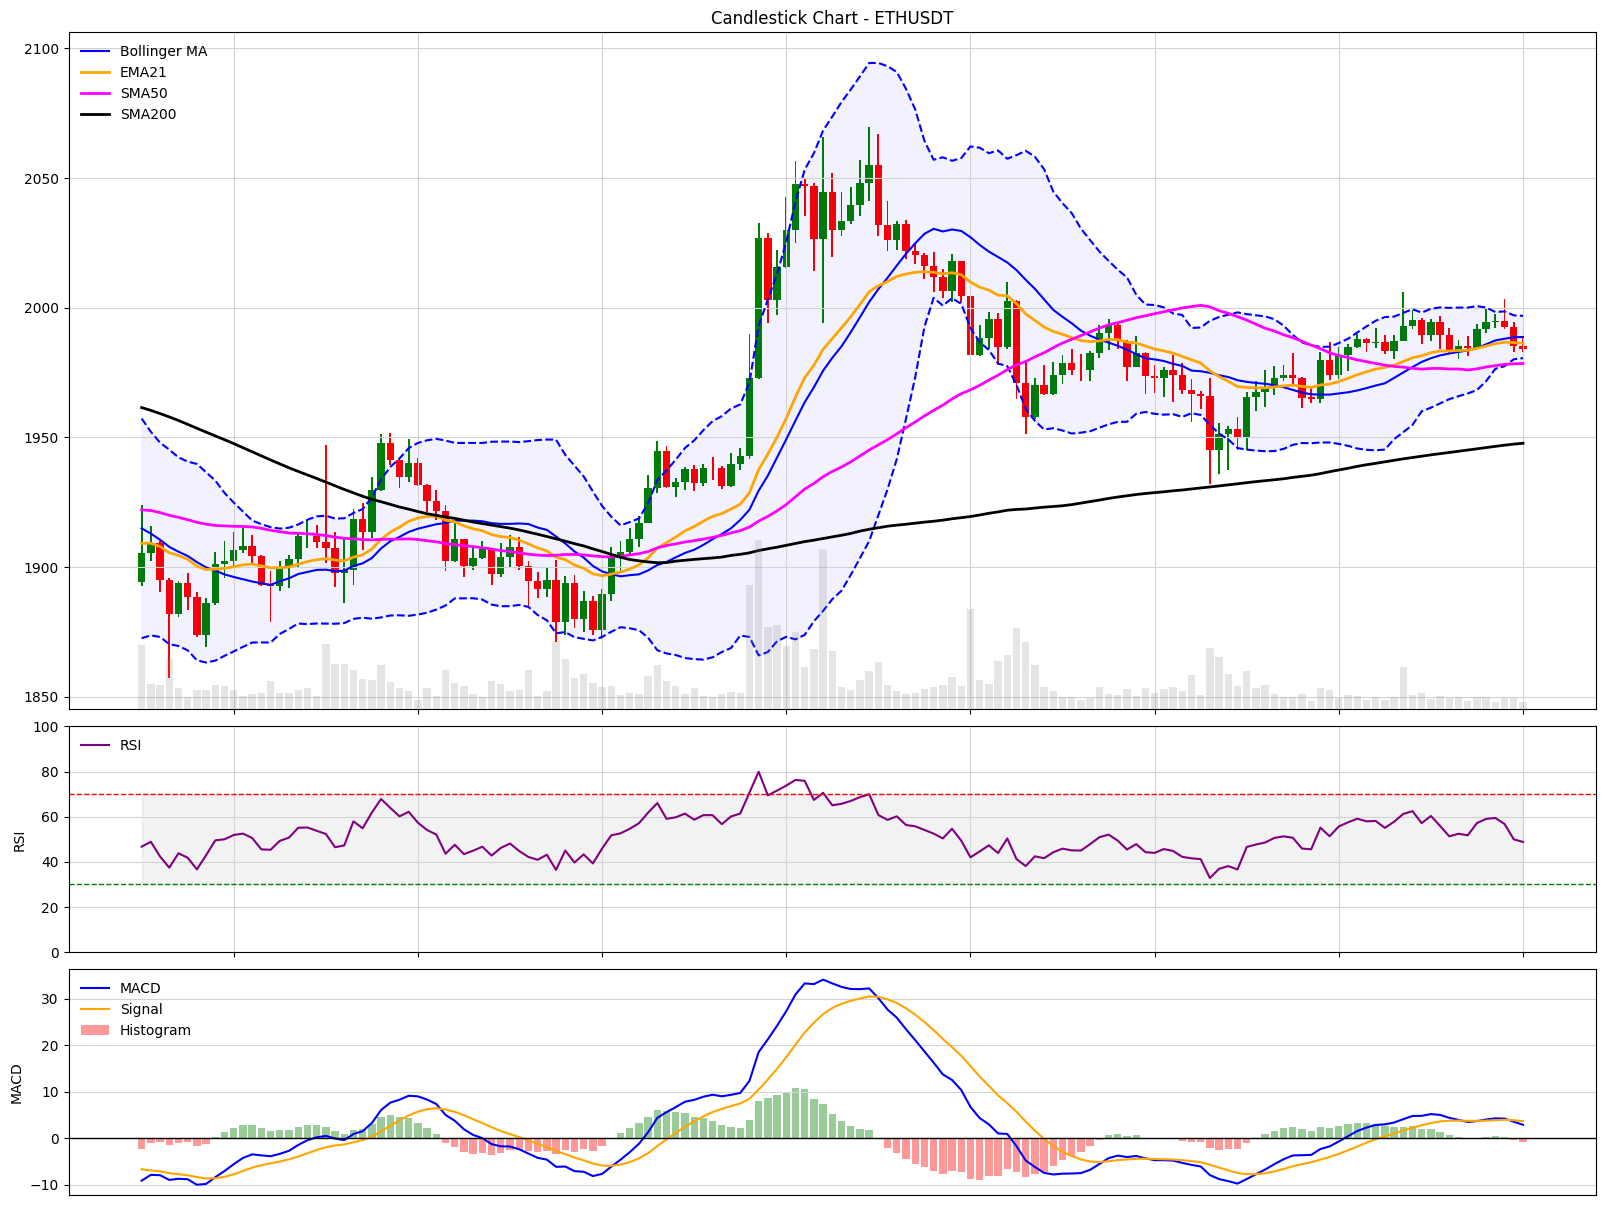 Candlestick Chart - ETHUSDT
Bollinger MA
EMA21
SMA50
SMA200
2100
2050
2000
1950
1900
1850
RSI
100
80
60
40
20
0
RSI
MACD
Signal
Histogram
30
20
10
0
−10
MACD